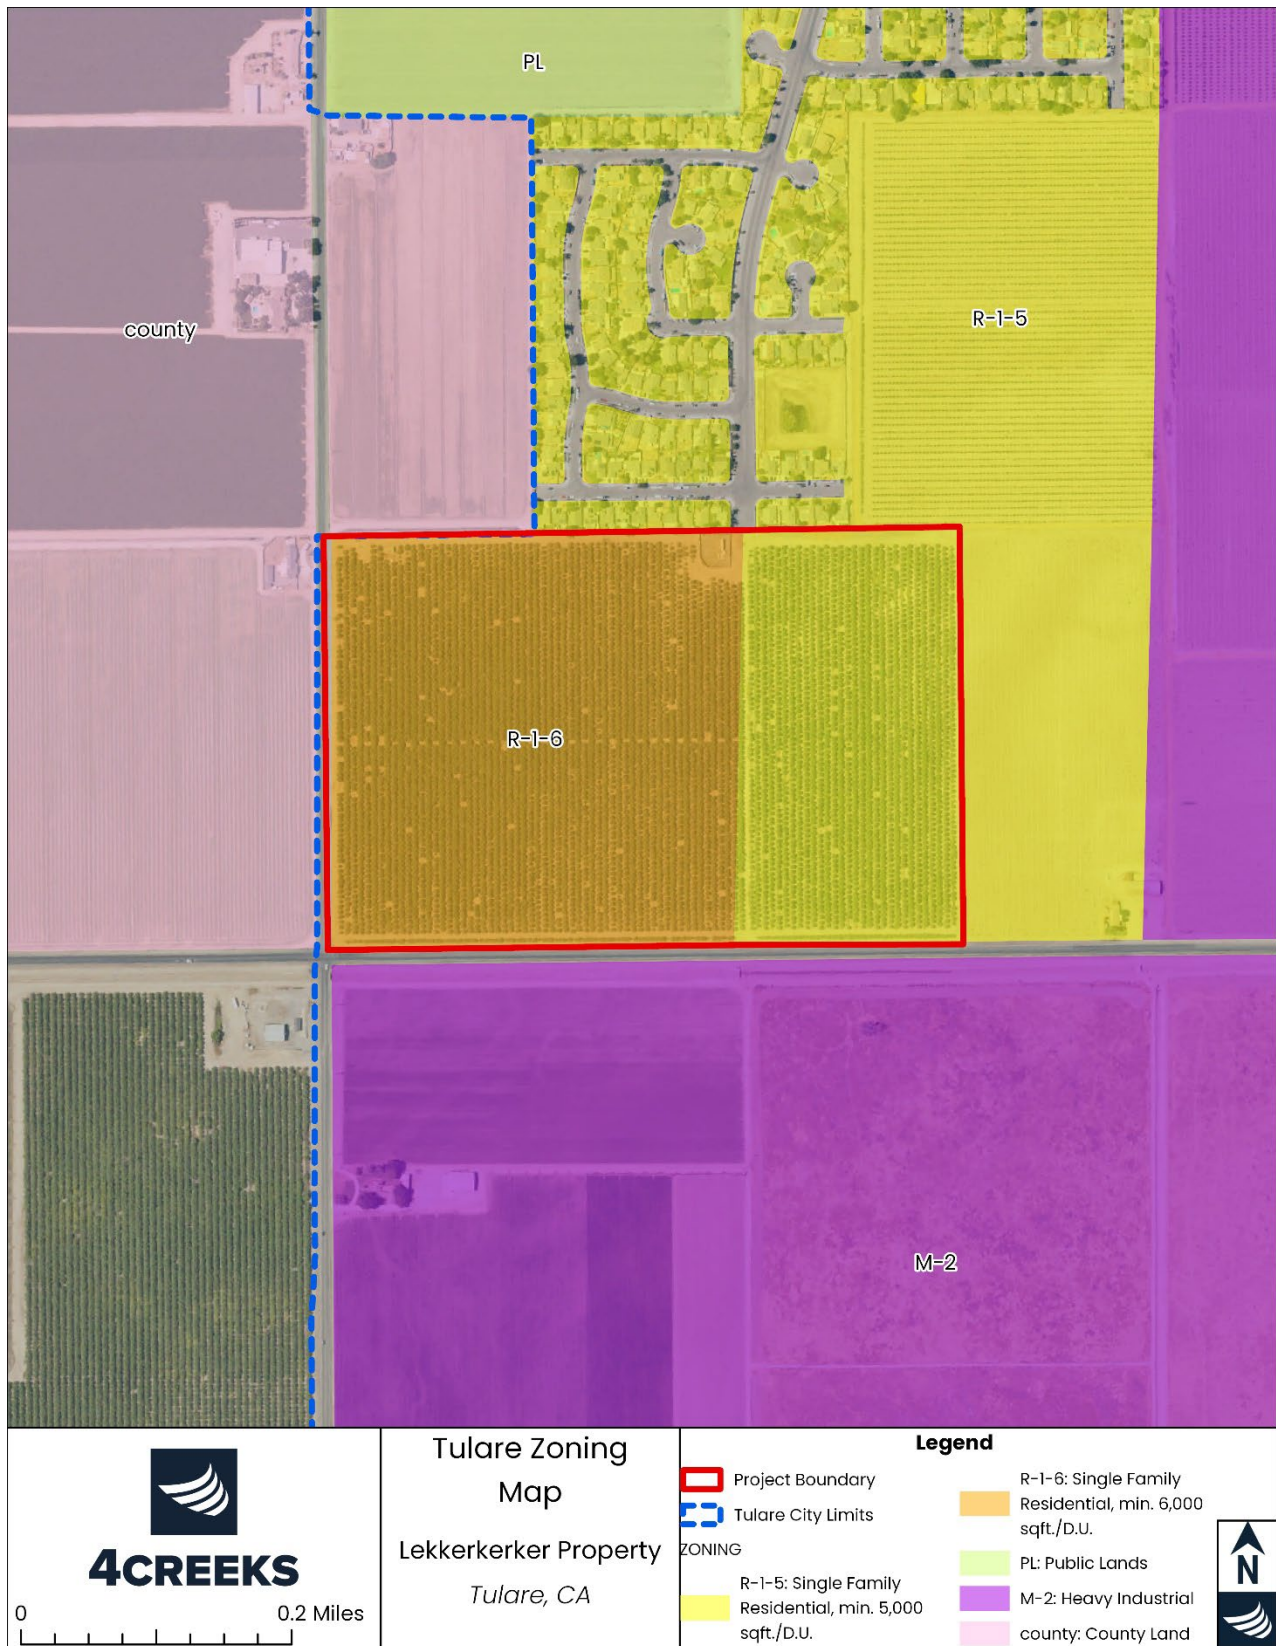 PL
county
R-1-5
R-1-6
M-2
4CREEKS
0
0.2 Miles
Tulare Zoning
Map
Lekkerkerker Property
Tulare, CA
Legend
Project Boundary
Tulare City Limits
ZONING
R-1-5: Single Family
Residential, min. 5,000
sqft./D.U.
R-1-6: Single Family
Residential, min. 6,000
sqft./D.U.
PL: Public Lands
M-2: Heavy Industrial
county: County Land
N